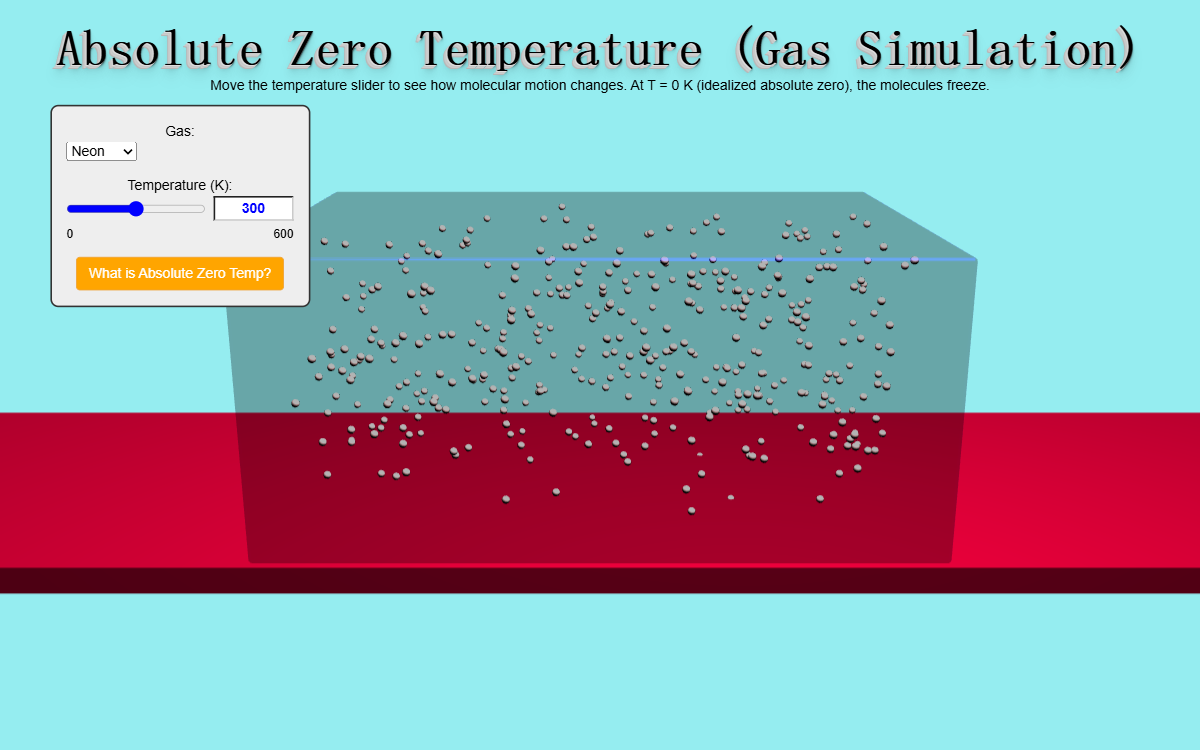 Absolute Zero Temperature (Gas Simulation)
Move the temperature slider to see how molecular motion changes. At T = 0 K (idealized absolute zero), the molecules freeze.
Gas:
Neon
Temperature (K):
300
0 600
What is Absolute Zero Temp?